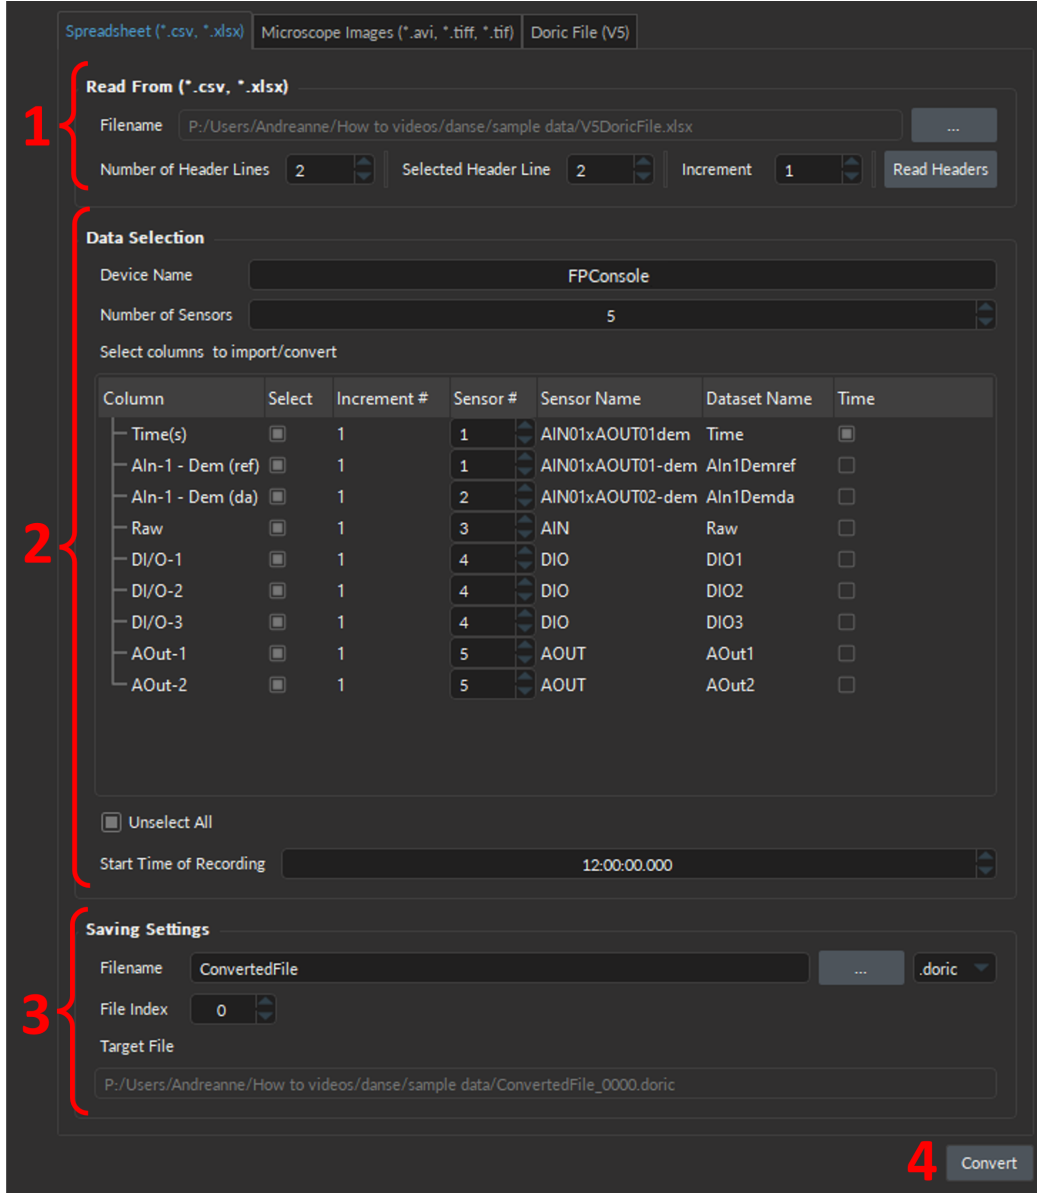 Spreadsheet (*.csv, *.xlsx) Microscope Images (*.avi, *.tiff, *.tif) Doric File (V5)
Read From (*.csv, *.xlsx)
1
Filename P:/Users/Andreanne/How to videos/danse/sample data/V5DoricFile.xlsx ...
Number of Header Lines 2 Selected Header Line 2 Increment 1 Read Headers
Data Selection
Device Name FPConsole
Number of Sensors 5
Select columns to import/convert
Column Select Increment # Sensor # Sensor Name Dataset Name Time
Time(s) 1 1 AIN01xAOUT01dem Time
AIn-1 - Dem (ref) 1 1 AIN01xAOUT01-dem AIn1Demref
AIn-1 - Dem (da) 1 2 AIN01xAOUT02-dem AIn1Demda
Raw 1 3 AIN Raw
2
DI/O-1 1 4 DIO DIO1
DI/O-2 1 4 DIO DIO2
DI/O-3 1 4 DIO DIO3
AOut-1 1 5 AOUT AOut1
AOut-2 1 5 AOUT AOut2
Unselect All
Start Time of Recording 12:00:00.000
Saving Settings
Filename ConvertedFile ... .doric
3
File Index 0
Target File
P:/Users/Andreanne/How to videos/danse/sample data/ConvertedFile_0000.doric
4 Convert